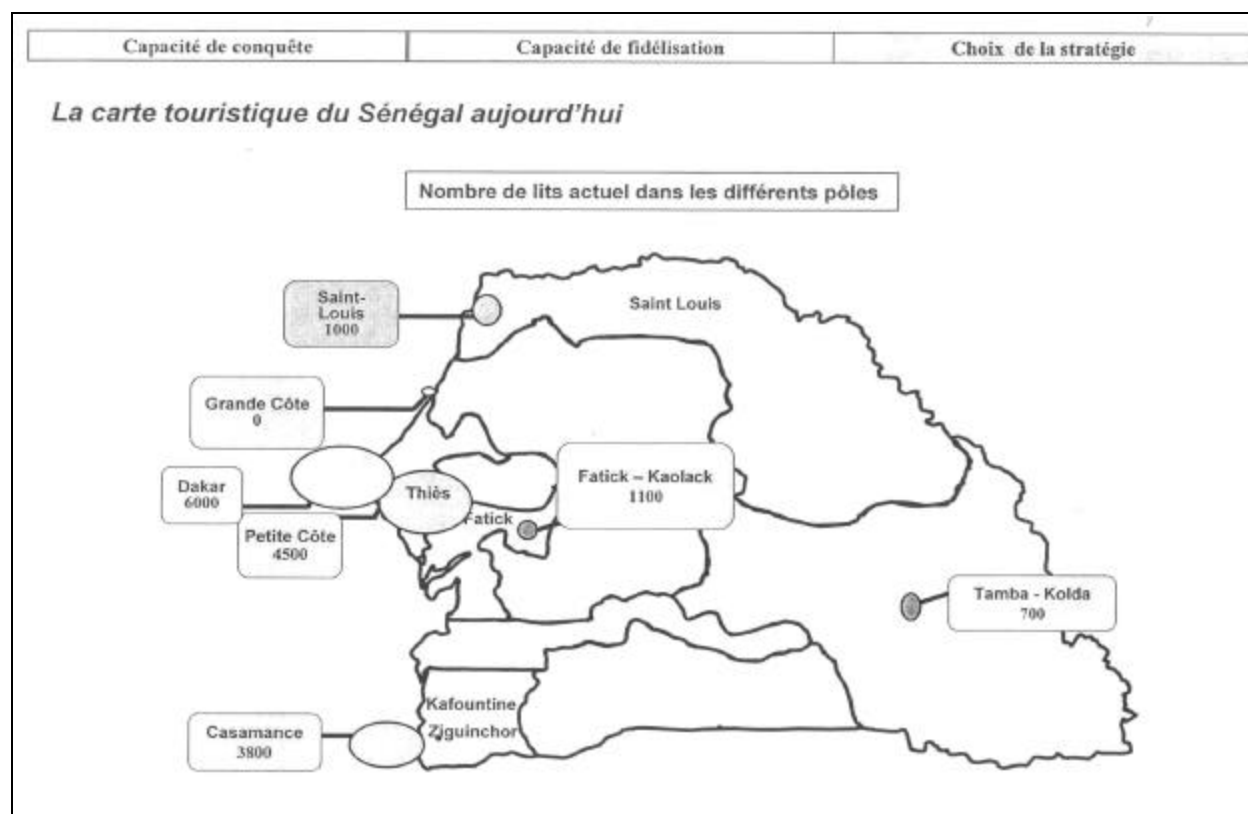 Capacité de conquête
Capacité de fidélisation
Choix de la stratégie
La carte touristique du Sénégal aujourd'hui
Nombre de lits actuel dans les différents pôles
Saint-
Louis
1000
Saint Louis
Grande Côte
0
Dakar
6000
Petite Côte
4500
Thiès
Fatick
Fatick – Kaolack
1100
Tamba - Kolda
700
Kafountine
Ziguinchor
Casamance
3800